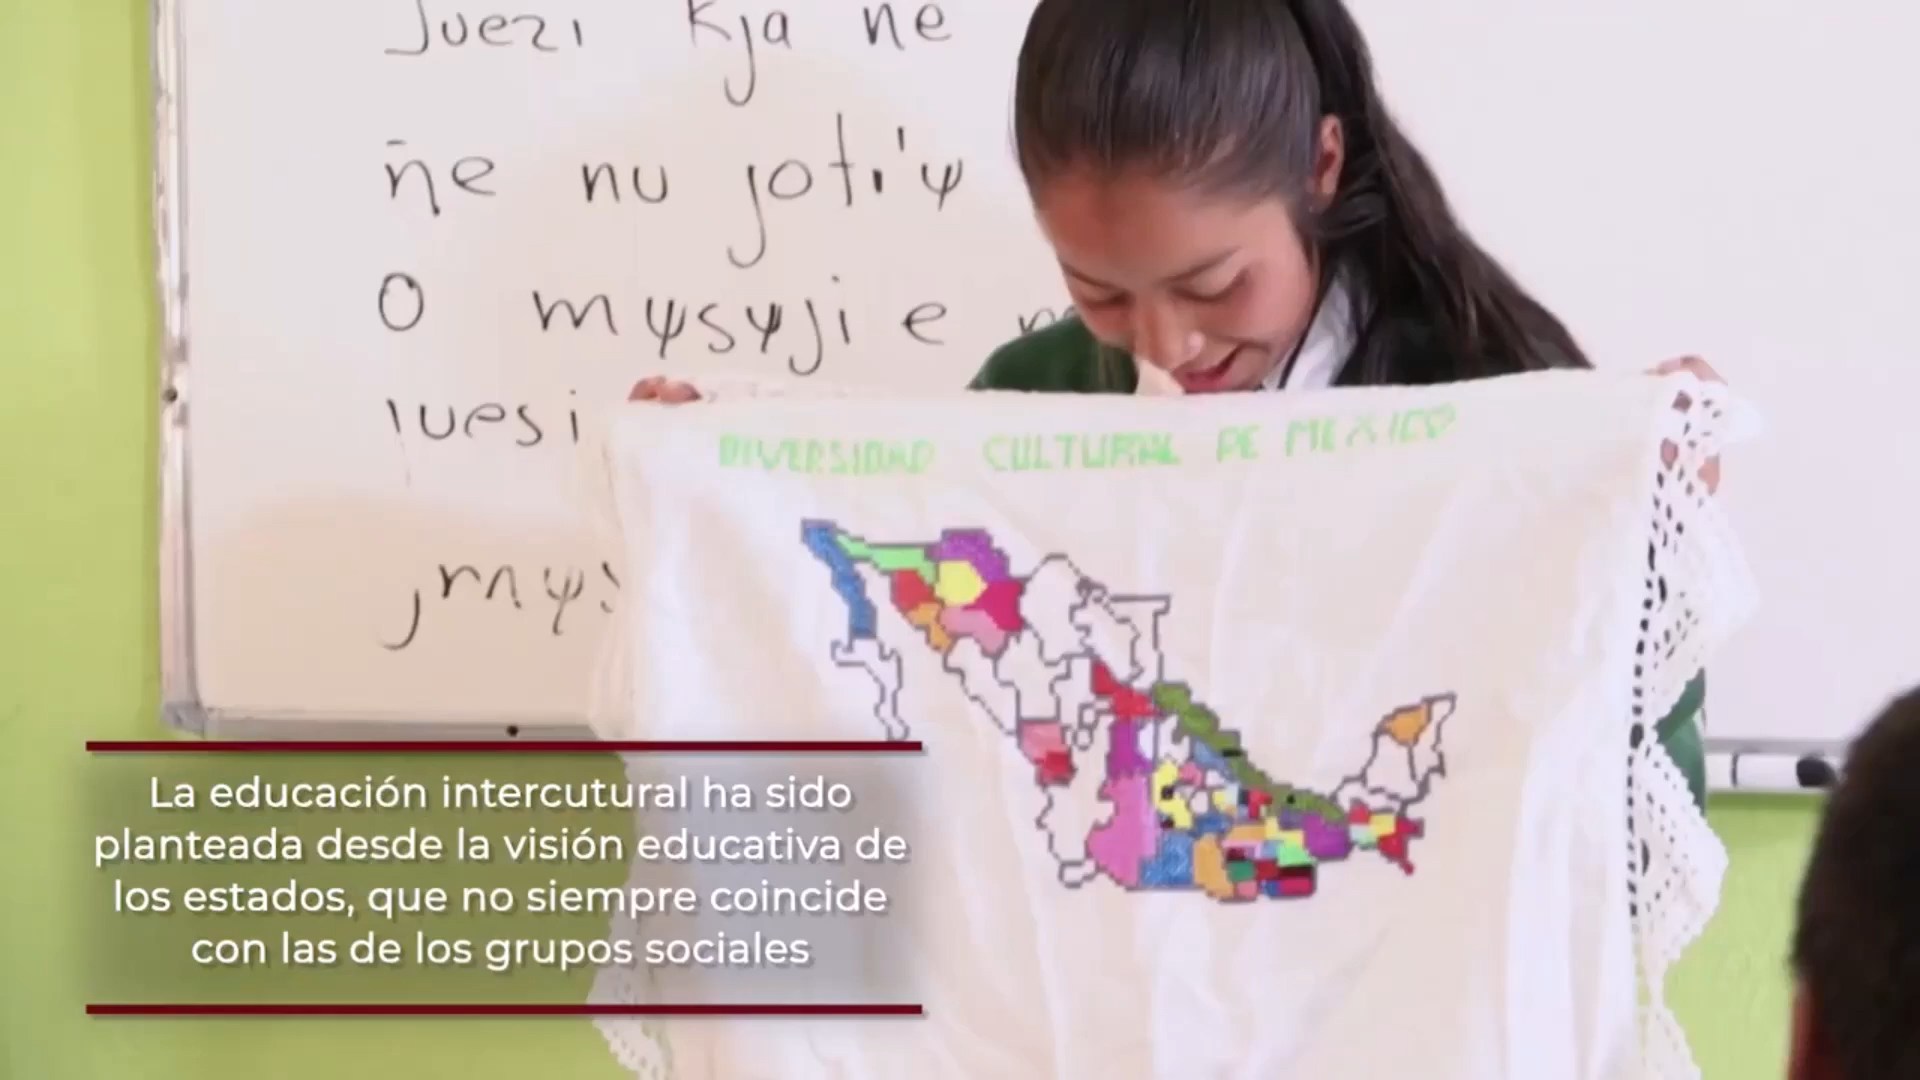 Juezi kja ne
ñe nu joti'ʉ
o mʉsʉji e
juesi
DIVERSIDAD CULTURAL DE MEXICO
La educación intercutural ha sido
planteada desde la visión educativa de
los estados, que no siempre coincide
con las de los grupos sociales